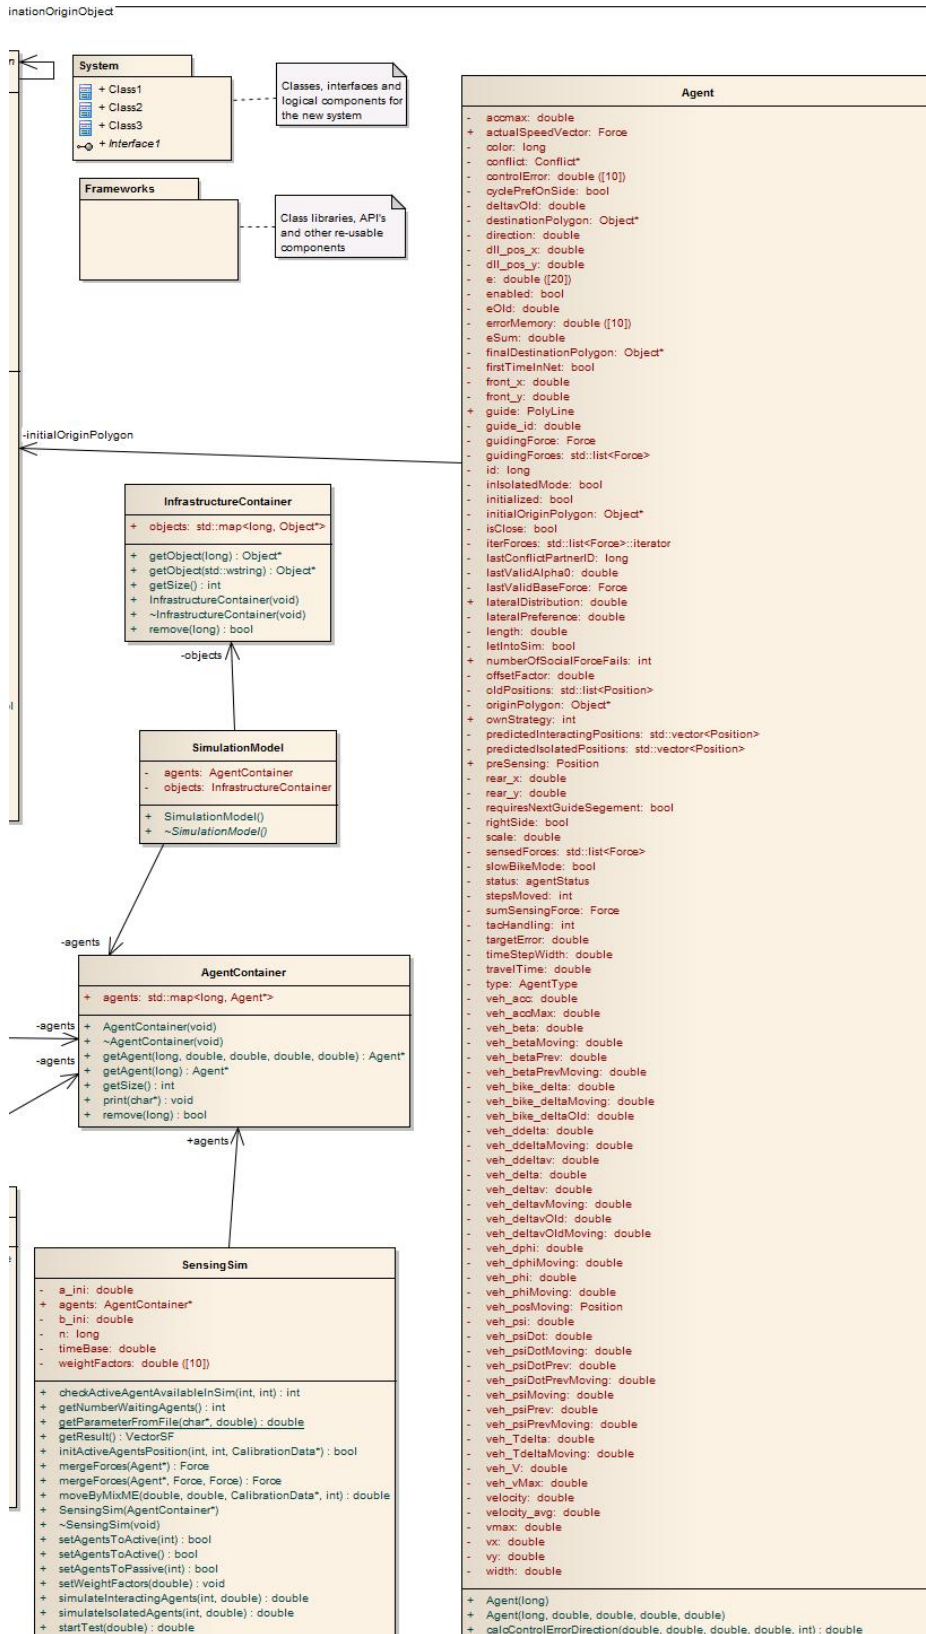 inationOriginObject
System
+ Class1
+ Class2
+ Class3
+ Interface1
Classes, interfaces and
logical components for
the new system
Frameworks
Class libraries, API's
and other re-usable
components
-initialOriginPolygon
InfrastructureContainer
+ objects: std::map<long, Object*>
+ getObject(long) : Object*
+ getObject(std::wstring) : Object*
+ getSize() : int
+ InfrastructureContainer(void)
+ ~InfrastructureContainer(void)
+ remove(long) : bool
-objects
SimulationModel
- agents: AgentContainer
- objects: InfrastructureContainer
+ SimulationModel()
+ ~SimulationModel()
-agents
AgentContainer
+ agents: std::map<long, Agent*>
-agents
-agents
+ AgentContainer(void)
+ ~AgentContainer(void)
+ getAgent(long, double, double, double, double) : Agent*
+ getAgent(long) : Agent*
+ getSize() : int
+ print(char*) : void
+ remove(long) : bool
+agents
SensingSim
- a_ini: double
+ agents: AgentContainer*
- b_ini: double
- n: long
- timeBase: double
- weightFactors: double ([10])
+ checkActiveAgentAvailableInSim(int, int) : int
+ getNumberWaitingAgents() : int
+ getParameterFromFile(char*, double) : double
+ getResult() : VectorSF
+ initActiveAgentsPosition(int, int, CalibrationData*) : bool
+ mergeForces(Agent*) : Force
+ mergeForces(Agent*, Force, Force) : Force
+ moveByMixME(double, double, CalibrationData*, int) : double
+ SensingSim(AgentContainer*)
+ ~SensingSim(void)
+ setAgentsToActive(int) : bool
+ setAgentsToActive() : bool
+ setAgentsToPassive(int) : bool
+ setWeightFactors(double) : void
+ simulateInteractingAgents(int, double) : double
+ simulateIsolatedAgents(int, double) : double
+ startTest(double) : double
Agent
- accmax: double
+ actualSpeedVector: Force
- color: long
- conflict: Conflict*
- controlError: double ([10])
- cyclePrefOnSide: bool
- deltavOld: double
- destinationPolygon: Object*
- direction: double
- dll_pos_x: double
- dll_pos_y: double
- e: double ([20])
- enabled: bool
- eOld: double
- errorMemory: double ([10])
- eSum: double
- finalDestinationPolygon: Object*
- firstTimeInNet: bool
- front_x: double
- front_y: double
+ guide: PolyLine
- guide_id: double
- guidingForce: Force
- guidingForces: std::list<Force>
- id: long
- inIsolatedMode: bool
- initialized: bool
- initialOriginPolygon: Object*
- isClose: bool
- iterForces: std::list<Force>::iterator
- lastConflictPartnerID: long
- lastValidAlpha0: double
- lastValidBaseForce: Force
+ lateralDistribution: double
- lateralPreference: double
- length: double
- letIntoSim: bool
+ numberOfSocialForceFails: int
- offsetFactor: double
- oldPositions: std::list<Position>
- originPolygon: Object*
+ ownStrategy: int
- predictedInteractingPositions: std::vector<Position>
- predictedIsolatedPositions: std::vector<Position>
+ preSensing: Position
- rear_x: double
- rear_y: double
- requiresNextGuideSegement: bool
- rightSide: bool
- scale: double
- sensedForces: std::list<Force>
- slowBikeMode: bool
- status: agentStatus
- stepsMoved: int
- sumSensingForce: Force
- tacHandling: int
- targetError: double
- timeStepWidth: double
- travelTime: double
- type: AgentType
- veh_acc: double
- veh_accMax: double
- veh_beta: double
- veh_betaMoving: double
- veh_betaPrev: double
- veh_betaPrevMoving: double
- veh_bike_delta: double
- veh_bike_deltaMoving: double
- veh_bike_deltaOld: double
- veh_ddelta: double
- veh_ddeltaMoving: double
- veh_ddeltav: double
- veh_delta: double
- veh_deltav: double
- veh_deltavMoving: double
- veh_deltavOld: double
- veh_deltavOldMoving: double
- veh_dphi: double
- veh_dphiMoving: double
- veh_phi: double
- veh_phiMoving: double
- veh_posMoving: Position
- veh_psi: double
- veh_psiDot: double
- veh_psiDotMoving: double
- veh_psiDotPrev: double
- veh_psiDotPrevMoving: double
- veh_psiMoving: double
- veh_psiPrev: double
- veh_psiPrevMoving: double
- veh_Tdelta: double
- veh_TdeltaMoving: double
- veh_V: double
- veh_vMax: double
- velocity: double
- velocity_avg: double
- vmax: double
- vx: double
- vy: double
- width: double
+ Agent(long)
+ Agent(long, double, double, double, double)
+ calcControlErrorDirection(double, double, double, double, int) : double